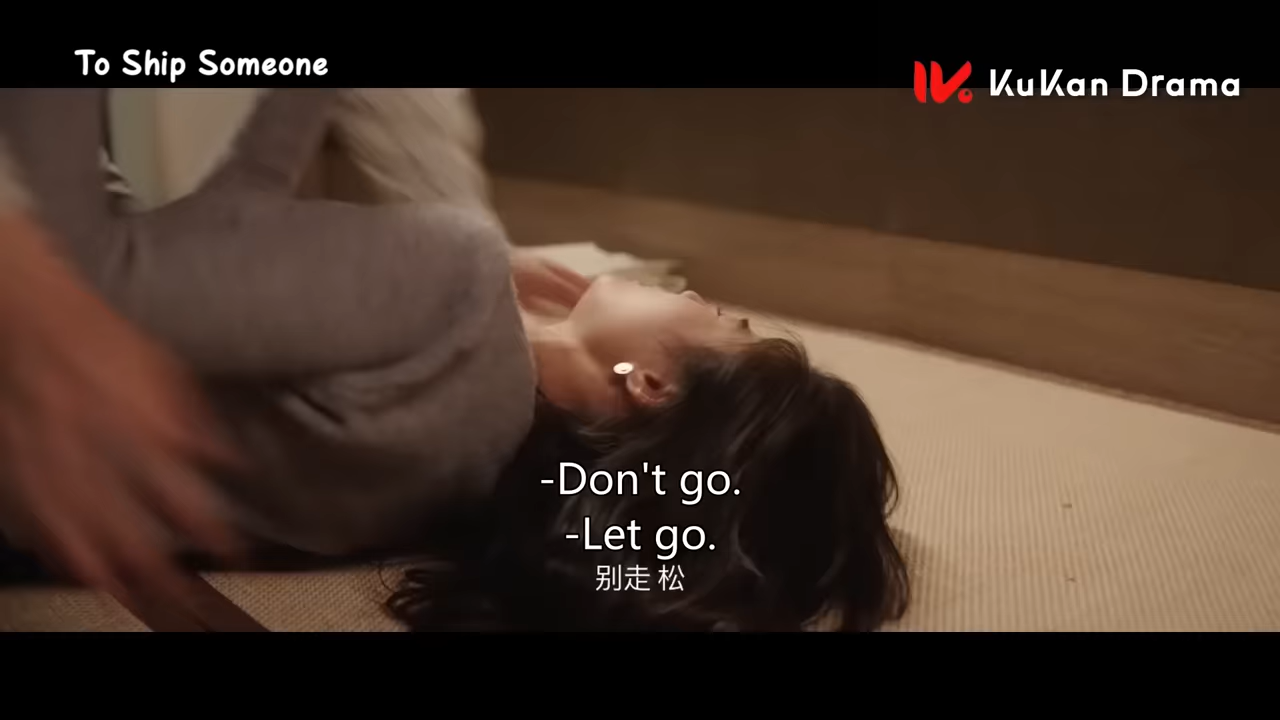 To Ship Someone
KuKan Drama
-Don't go.
-Let go.
别走 松